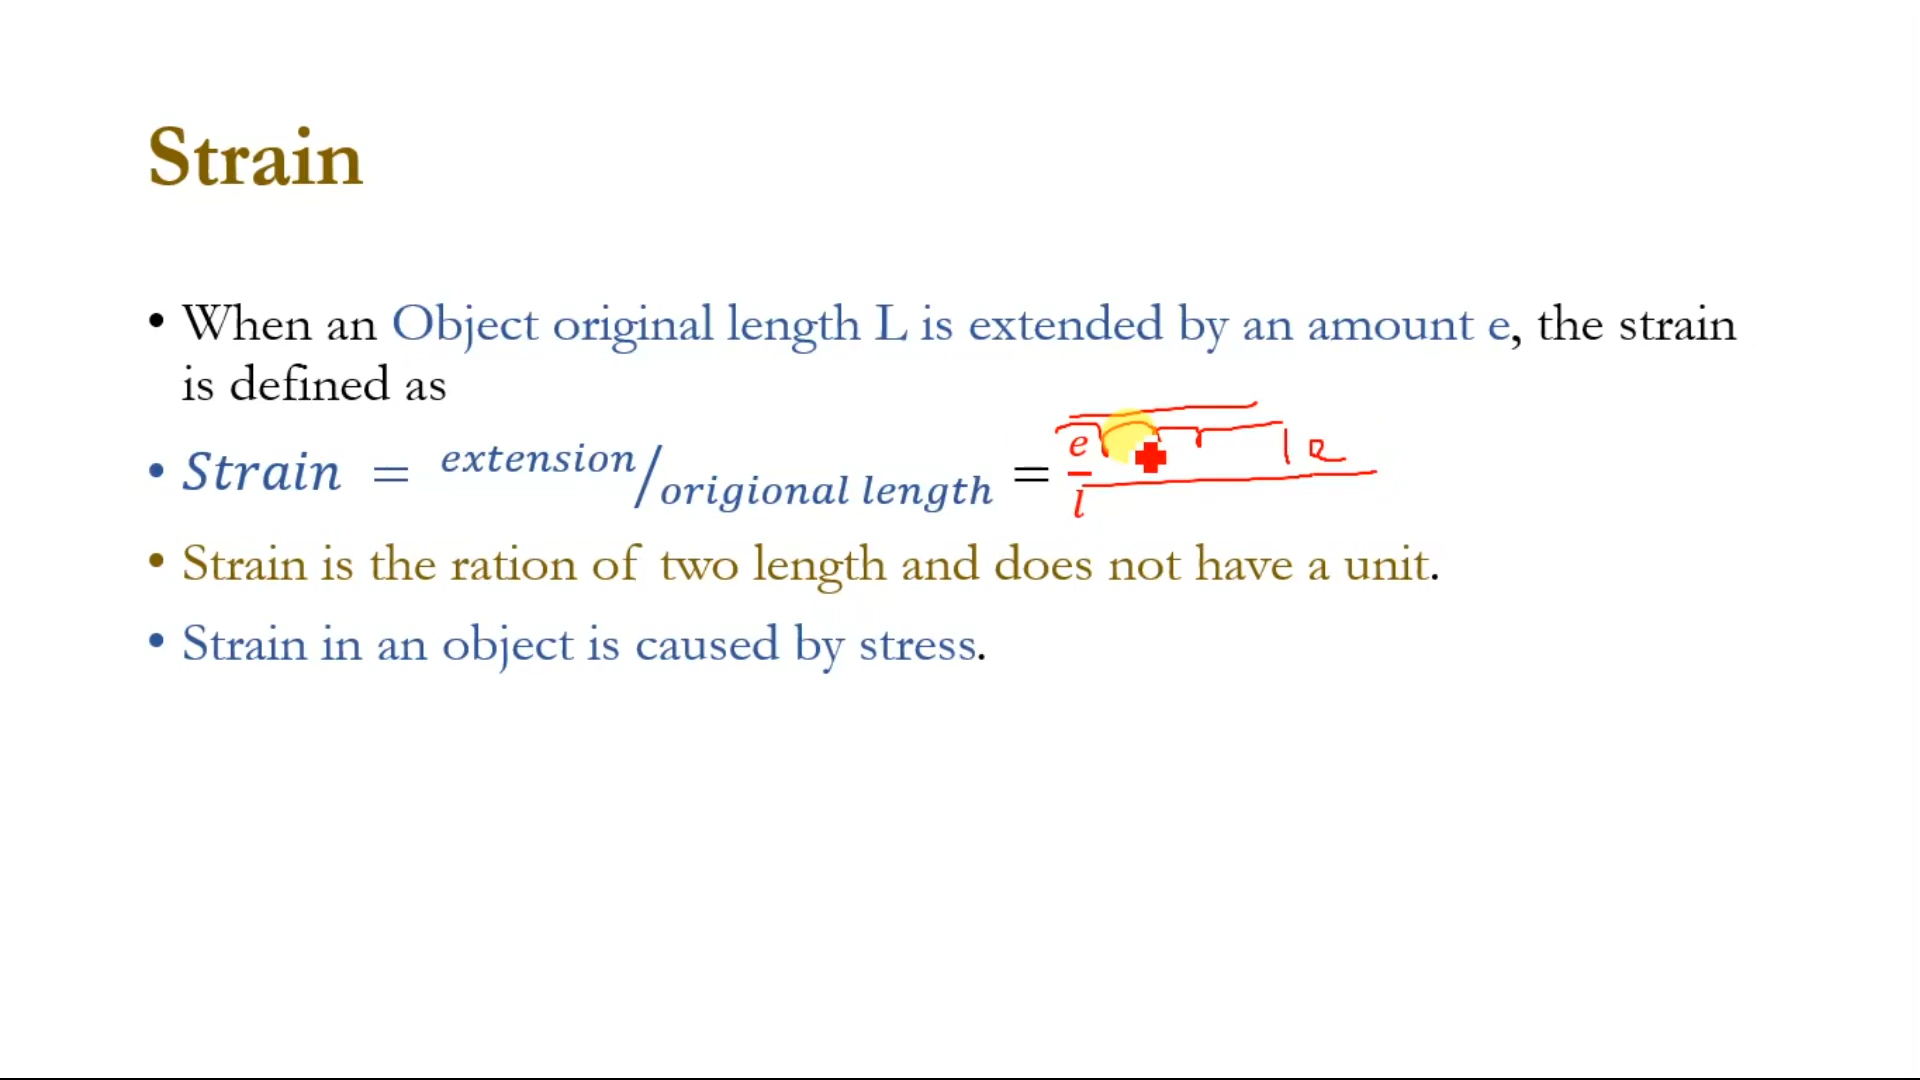 Strain
• When an Object original length L is extended by an amount e, the strain
is defined as
• Strain = extension/origional length = e/l
• Strain is the ration of two length and does not have a unit.
• Strain in an object is caused by stress.